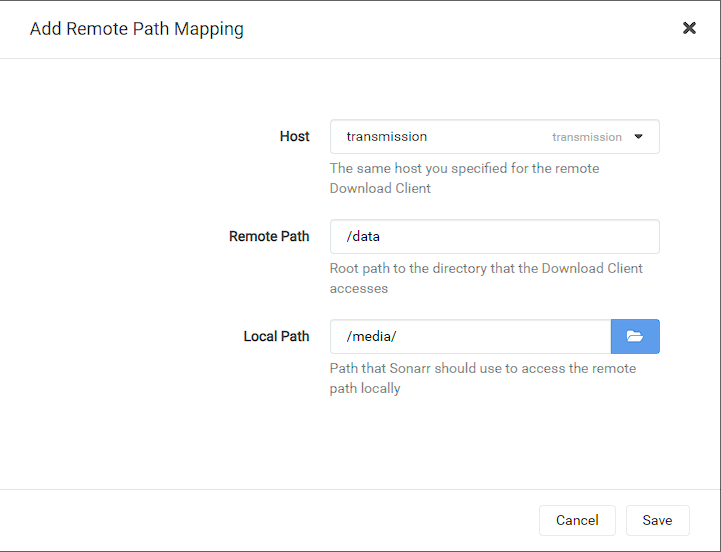 Add Remote Path Mapping
Host
transmission transmission
The same host you specified for the remote
Download Client
Remote Path
/data
Root path to the directory that the Download Client
accesses
Local Path
/media/
Path that Sonarr should use to access the remote
path locally
Cancel Save